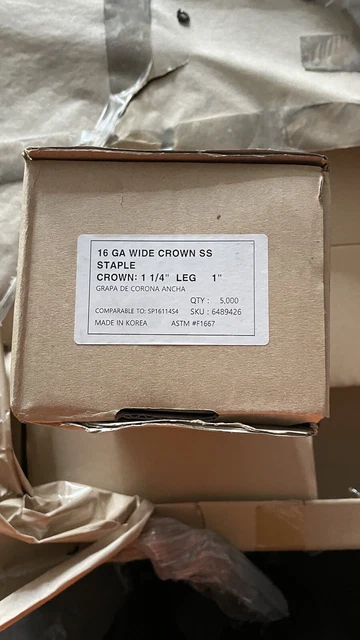 16 GA WIDE CROWN SS
STAPLE
CROWN: 1 1/4" LEG 1"
GRAPA DE CORONA ANCHA
QTY : 5,000
COMPARABLE TO: SP16114S4 SKU : 6489426
MADE IN KOREA ASTM #F1667